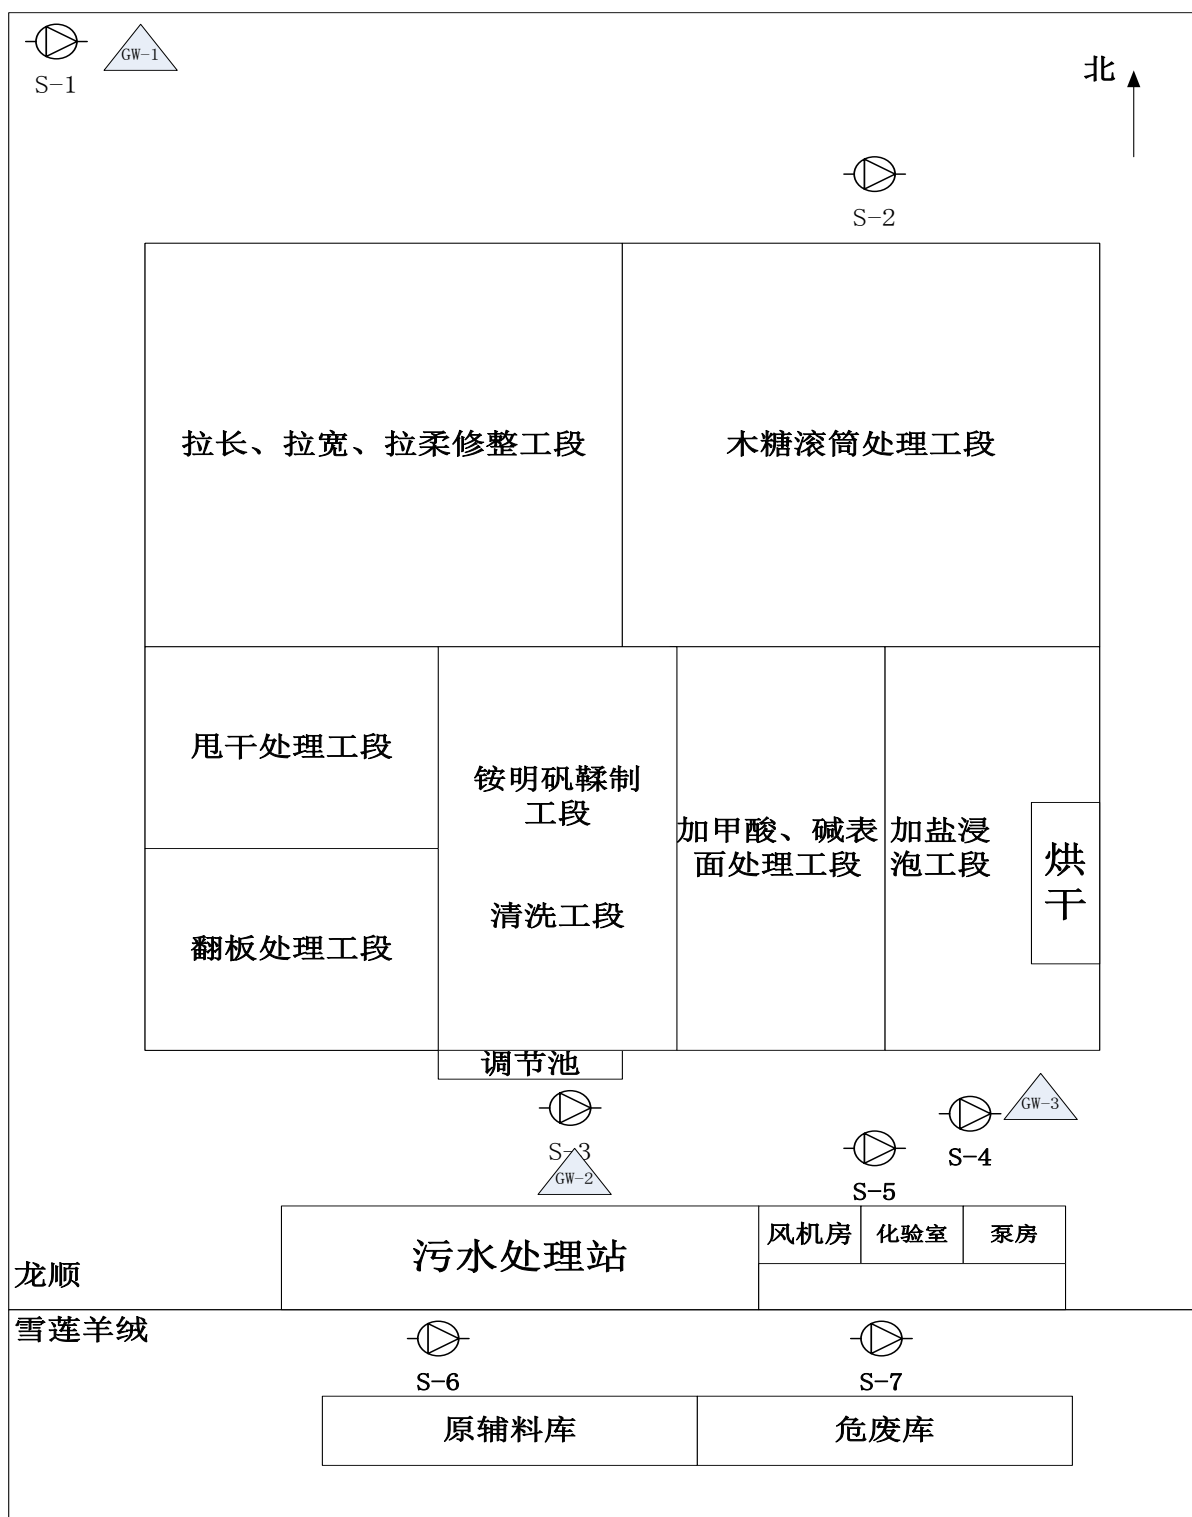 GW-1
S-1
北
S-2
拉长、拉宽、拉柔修整工段
木糖滚筒处理工段
甩干处理工段
铵明矾鞣制
工段
加甲酸、碱表
面处理工段
加盐浸
泡工段
烘
干
清洗工段
翻板处理工段
调节池
GW-3
S-3
S-4
GW-2
S-5
污水处理站
风机房
化验室
泵房
龙顺
雪莲羊绒
S-6
S-7
原辅料库
危废库